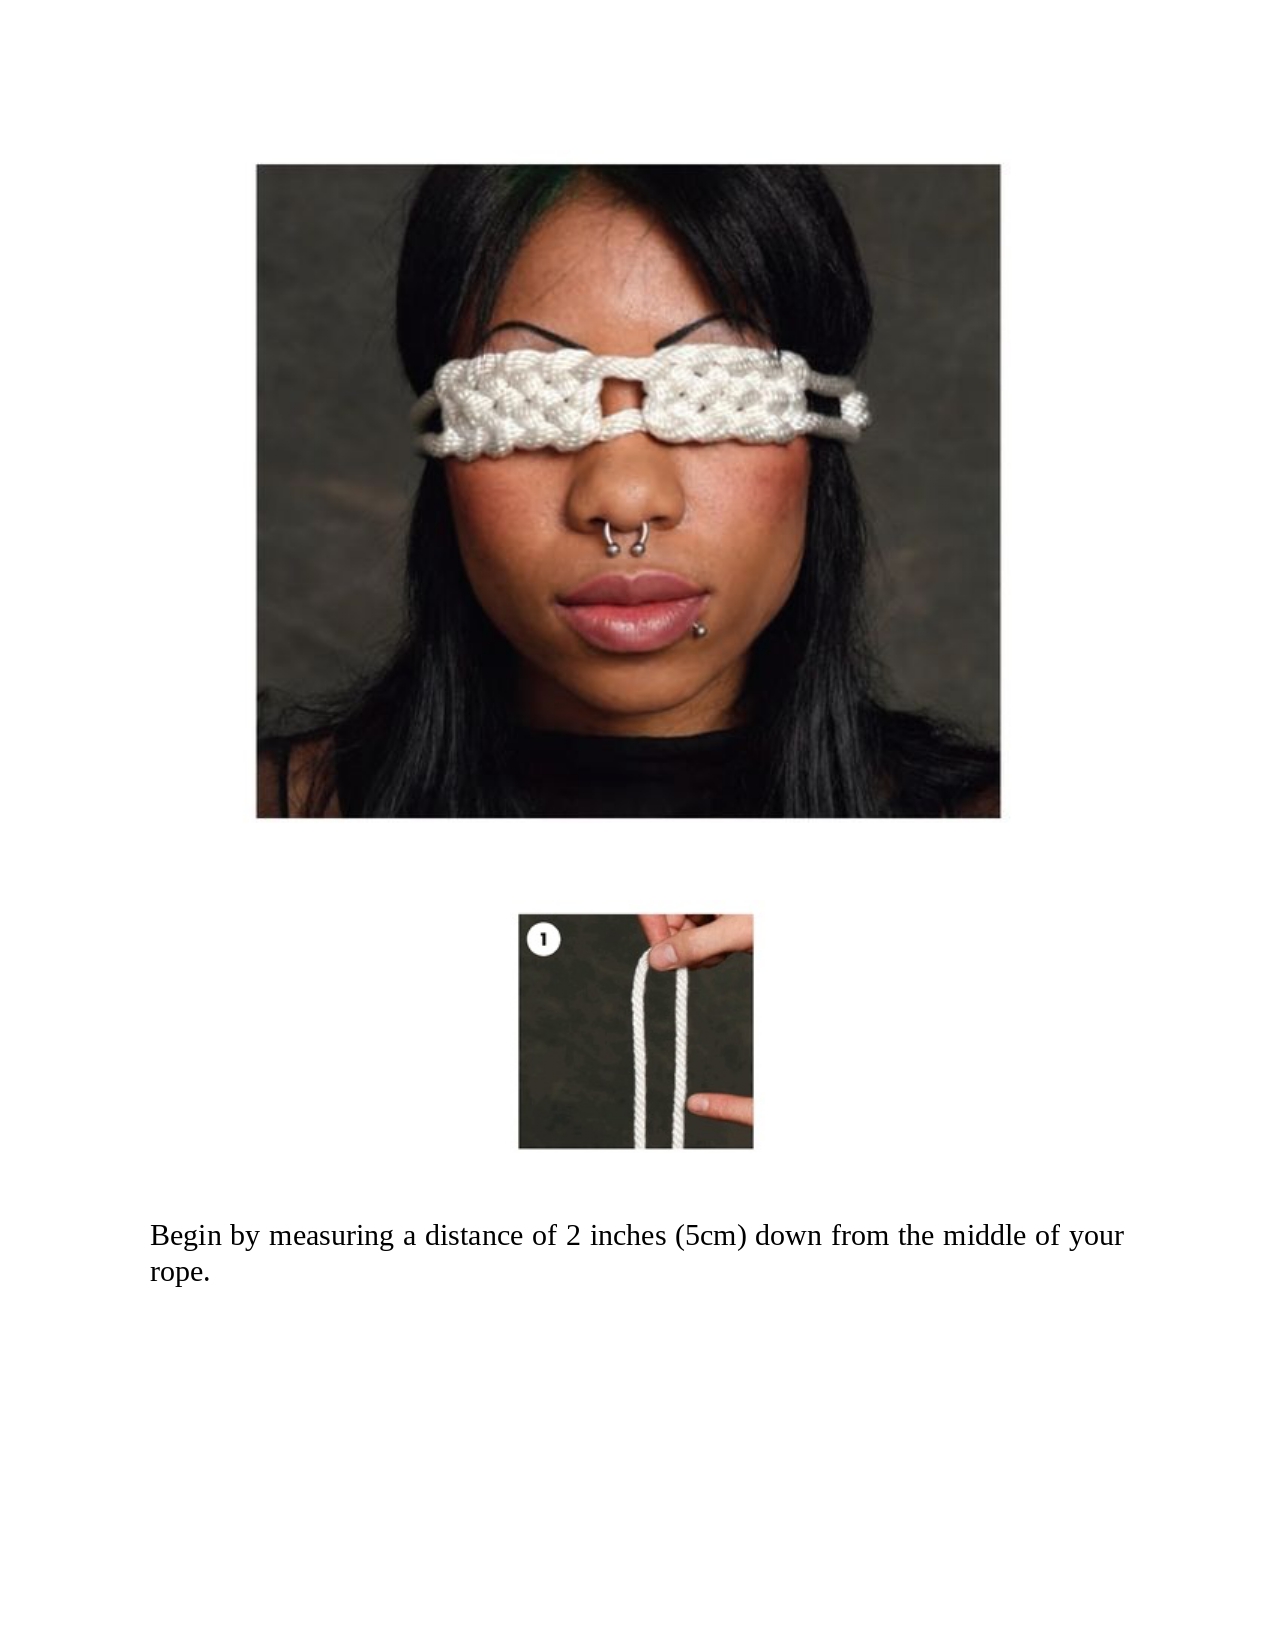 1
Begin by measuring a distance of 2 inches (5cm) down from the middle of your
rope.